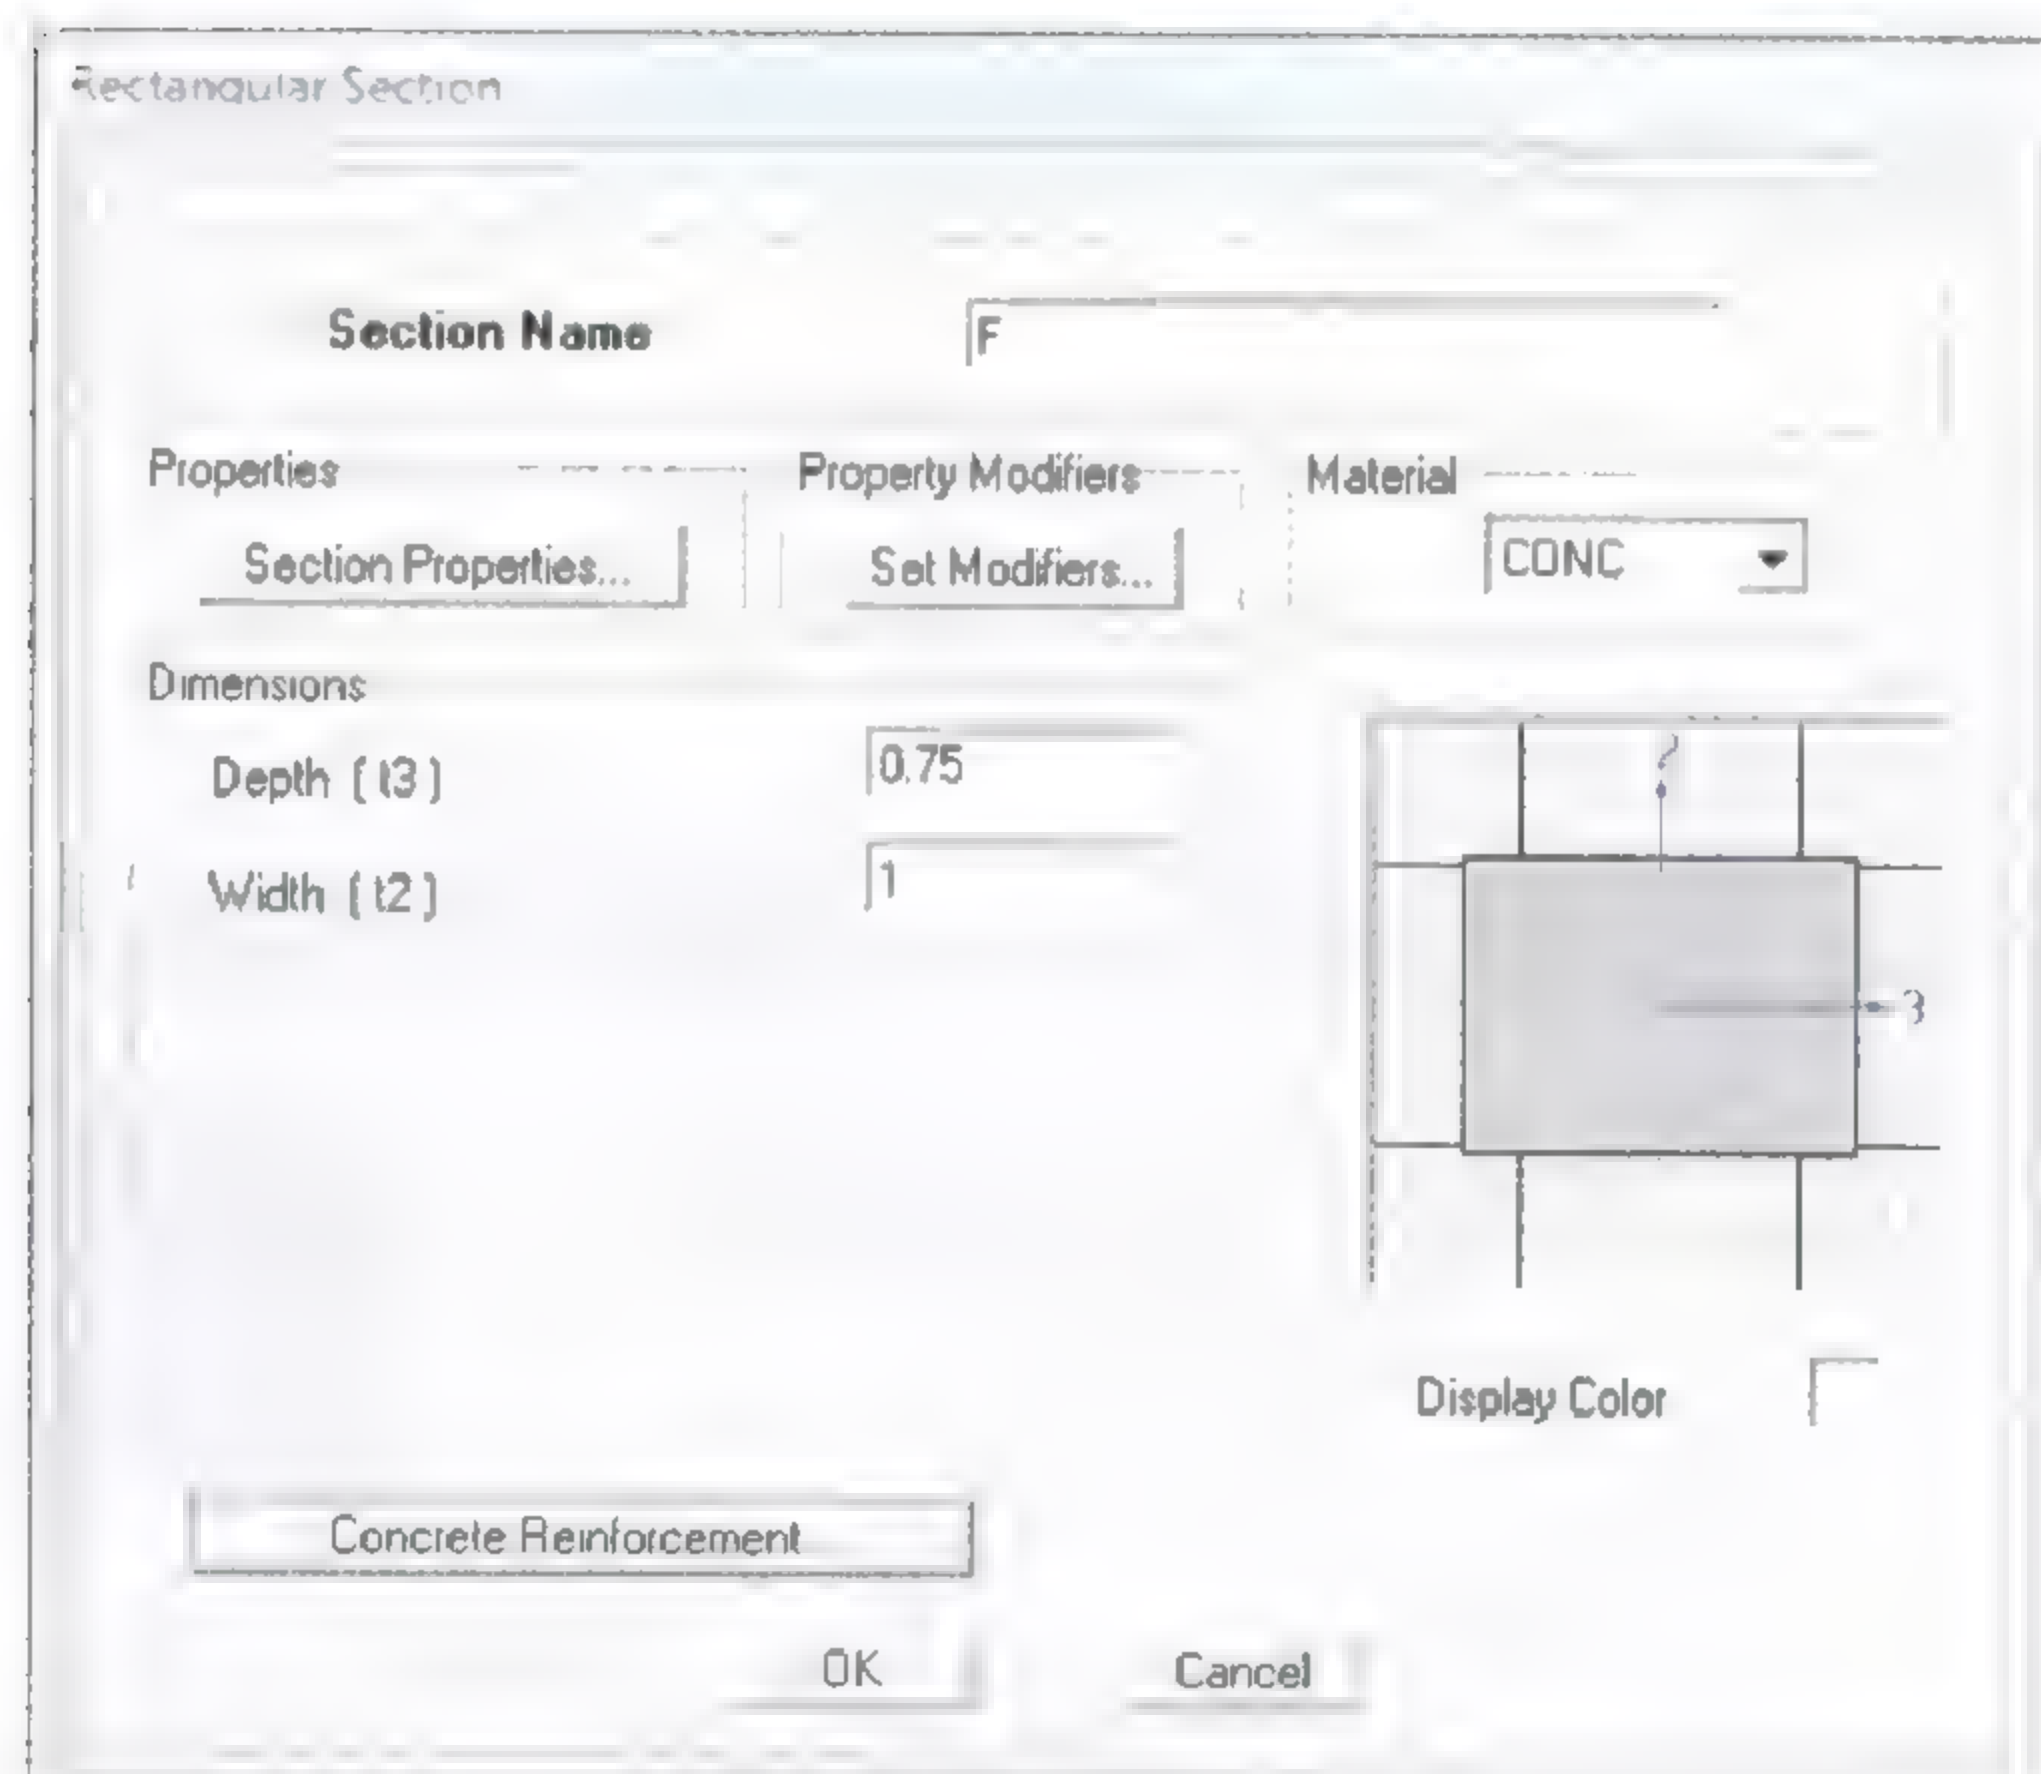 Rectangular Section
Section Name F
Properties Property Modifiers Material
Section Properties... Set Modifiers... CONC
Dimensions
Depth ( t3 ) 0.75
Width ( t2 ) 1
2
3
Display Color
Concrete Reinforcement
OK Cancel